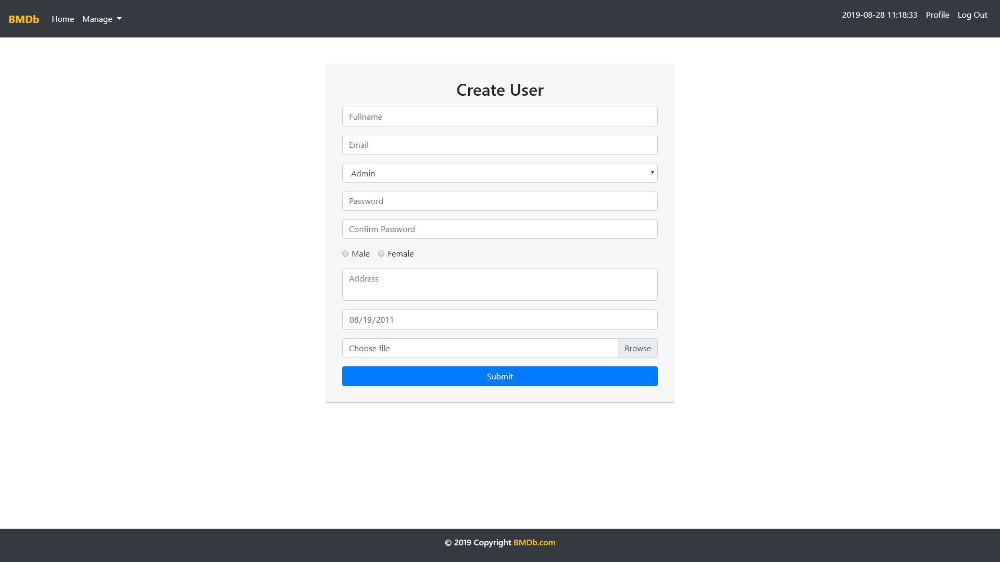 BMDb Home Manage 2019-08-28 11:18:33 Profile Log Out
Create User
Fullname
Email
Admin
Password
Confirm Password
Male Female
Address
08/19/2011
Choose file Browse
Submit
© 2019 Copyright BMDb.com